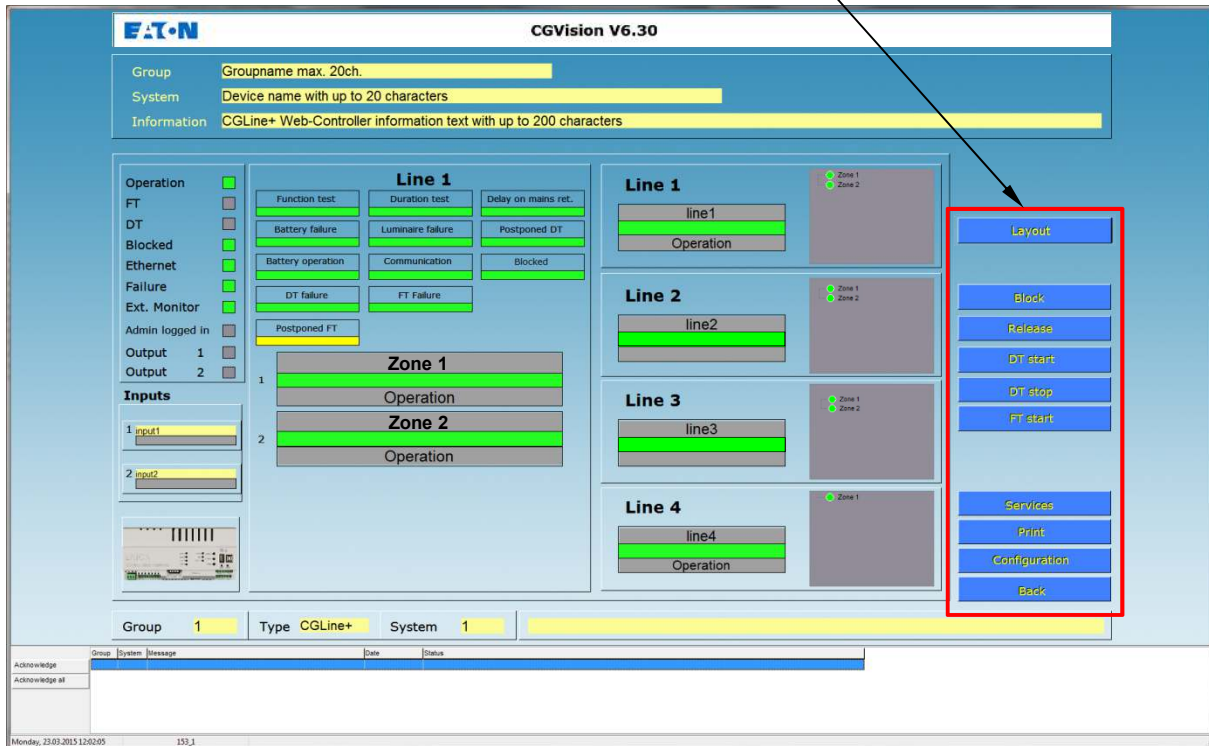 EATON
CGVision V6.30
Group Groupname max. 20ch.
System Device name with up to 20 characters
Information CGLine+ Web-Controller information text with up to 200 characters
Operation
FT
DT
Blocked
Ethernet
Failure
Ext. Monitor
Admin logged in
Output 1
Output 2
Inputs
1 input1
2 input2
Line 1
Function test Duration test Delay on mains ret.
Battery failure Luminaire failure Postponed DT
Battery operation Communication Blocked
DT failure FT Failure
Postponed FT
Zone 1
1
Operation
Zone 2
2
Operation
Line 1
line1
Operation
Zone 1
Zone 2
Line 2
line2
Zone 1
Zone 2
Line 3
line3
Zone 1
Zone 2
Line 4
line4
Operation
Zone 1
Layout
Block
Release
DT start
DT stop
FT start
Services
Print
Configuration
Back
Group 1 Type CGLine+ System 1
Group System Message Date Status
Acknowledge
Acknowledge all
Monday, 23.03.2015 12:02:05 153_1